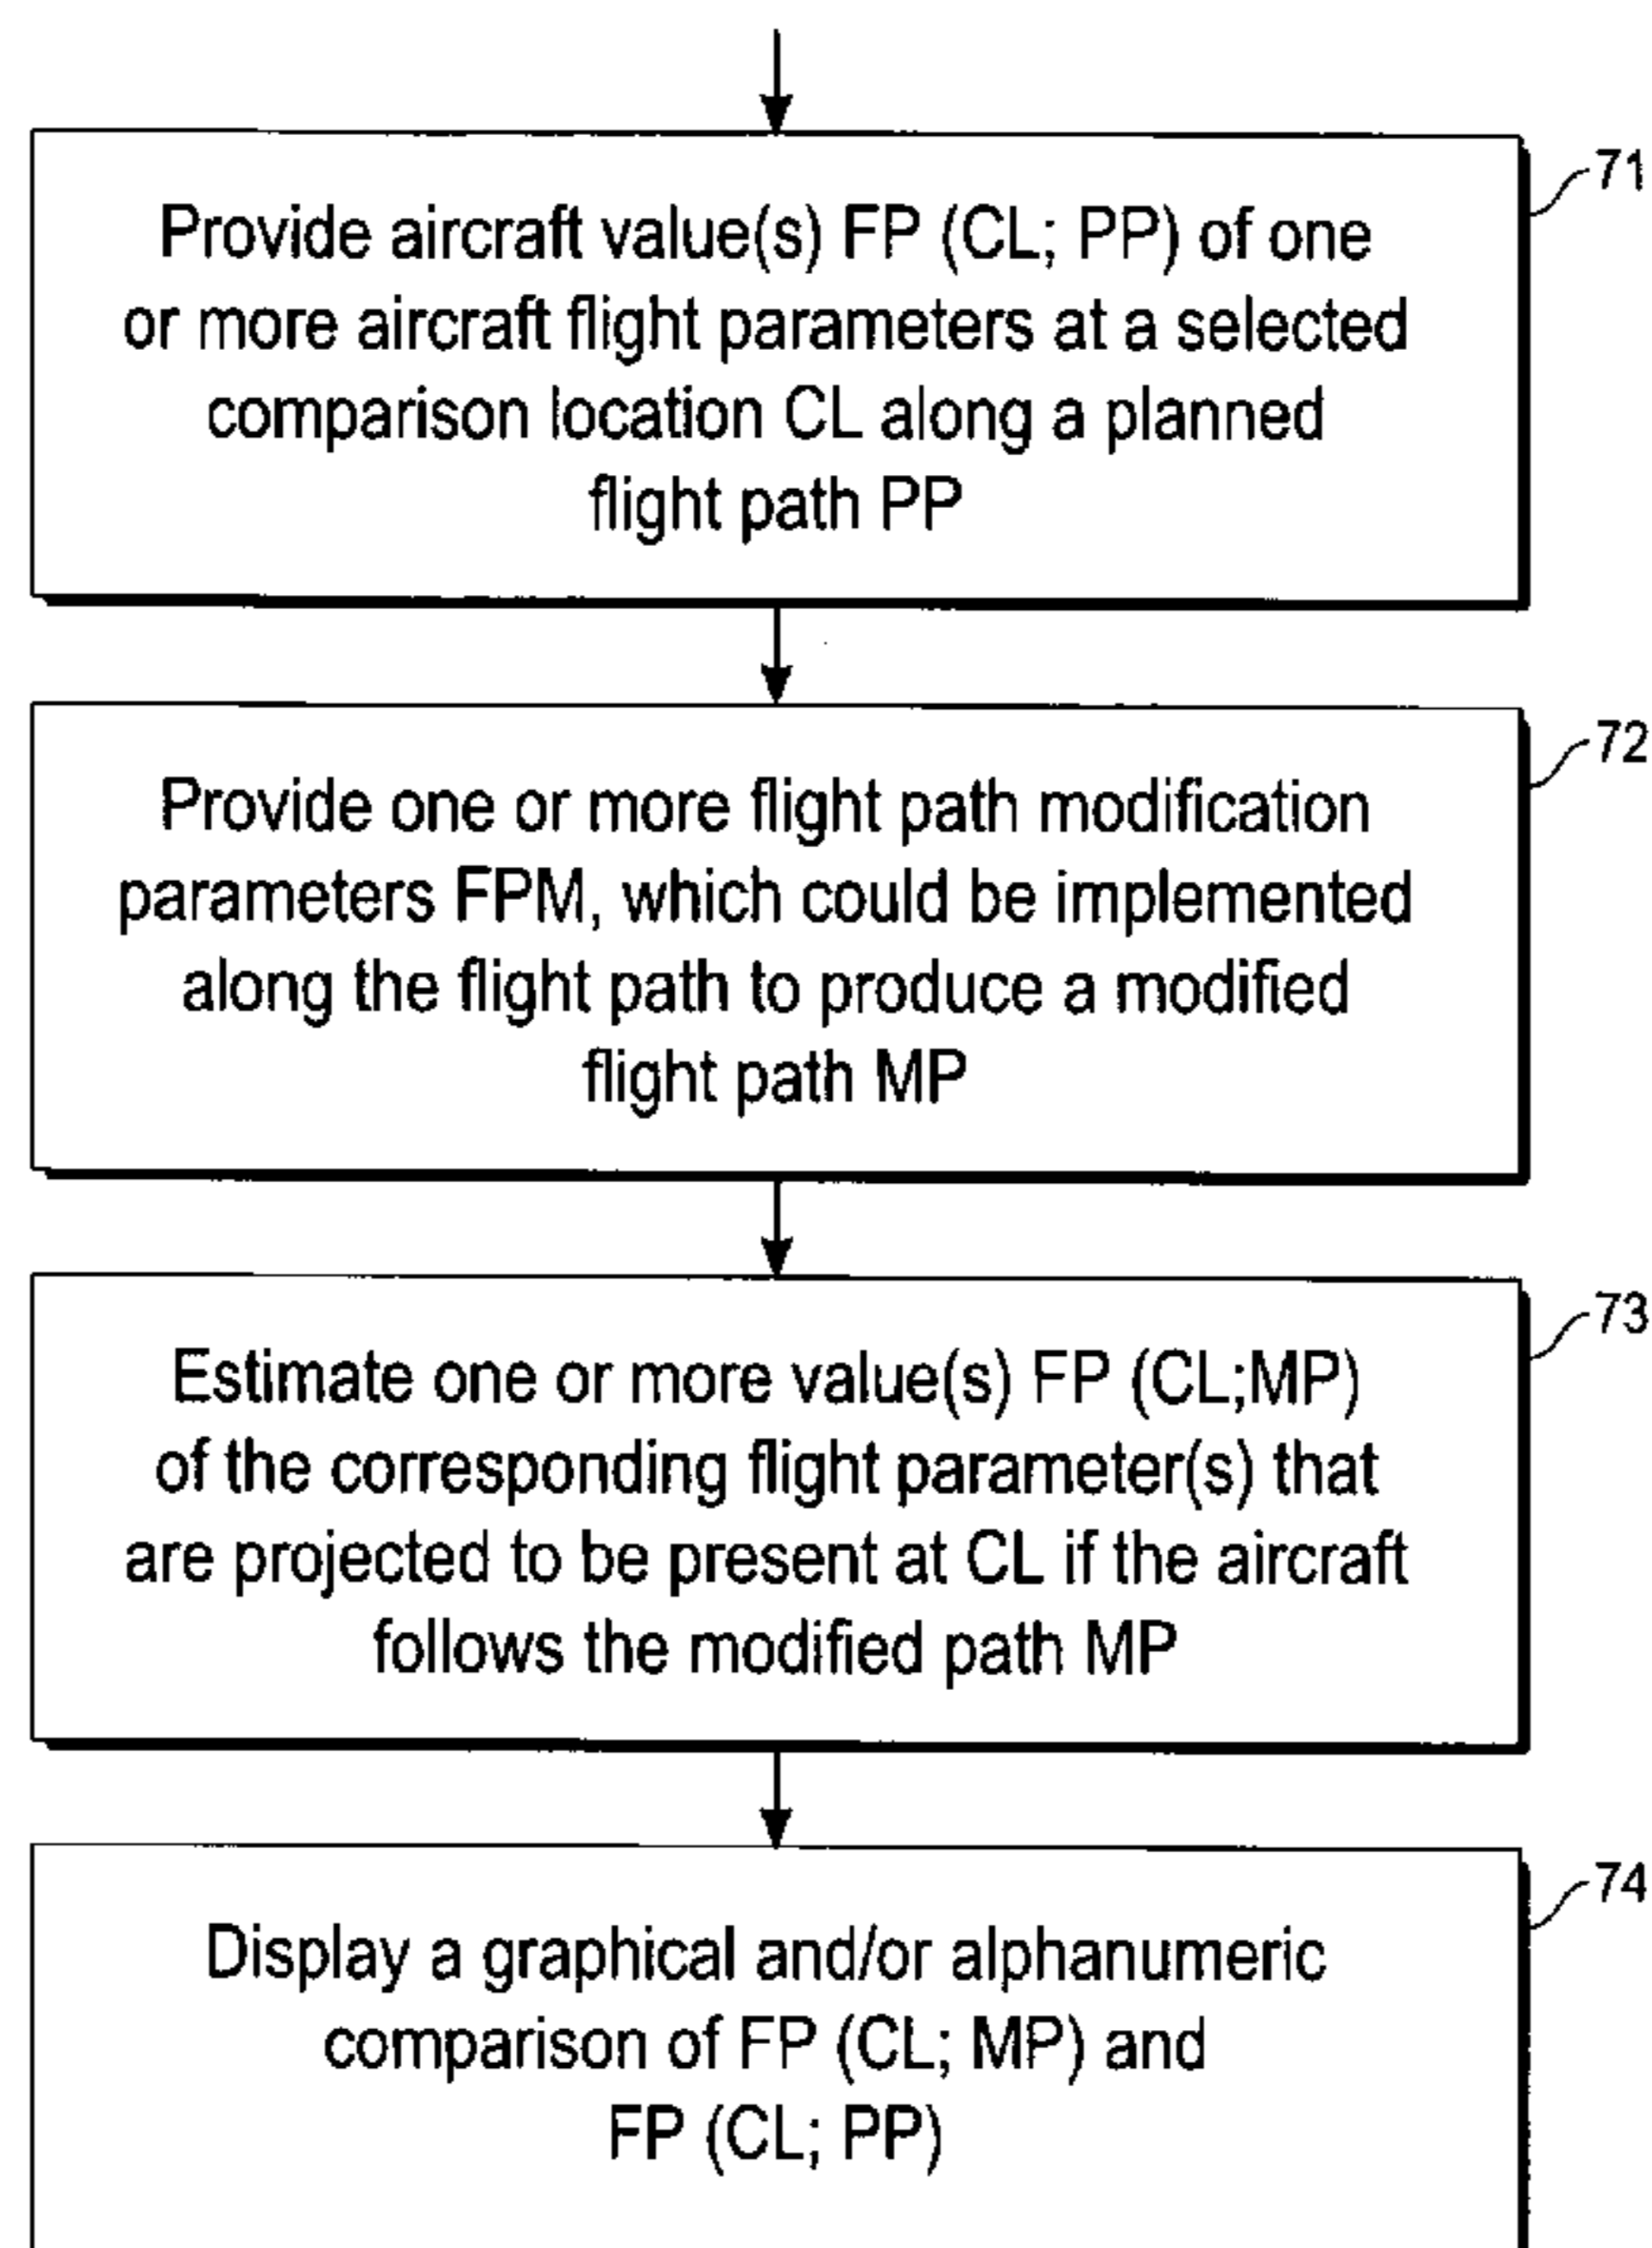 Provide aircraft value(s) FP (CL; PP) of one
or more aircraft flight parameters at a selected
comparison location CL along a planned
flight path PP
71
Provide one or more flight path modification
parameters FPM, which could be implemented
along the flight path to produce a modified
flight path MP
72
Estimate one or more value(s) FP (CL;MP)
of the corresponding flight parameter(s) that
are projected to be present at CL if the aircraft
follows the modified path MP
73
Display a graphical and/or alphanumeric
comparison of FP (CL; MP) and
FP (CL; PP)
74